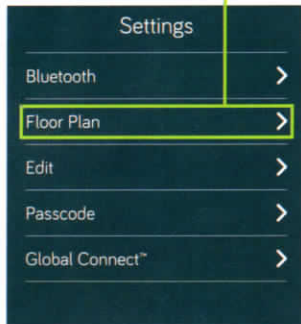 Settings
Bluetooth
Floor Plan
Edit
Passcode
Global Connect™